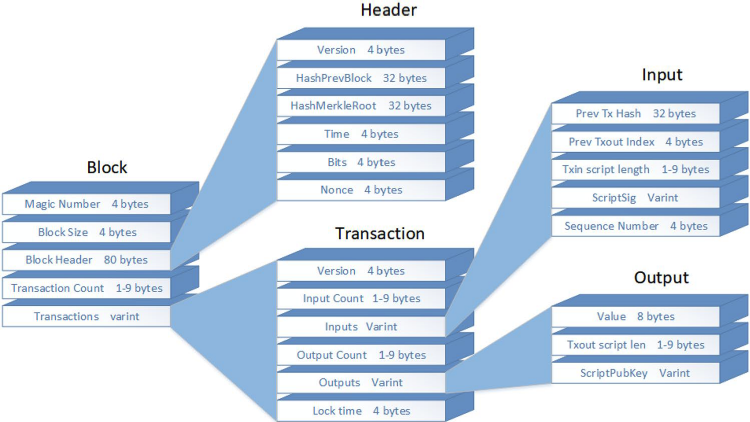 Block
Magic Number 4 bytes
Block Size 4 bytes
Block Header 80 bytes
Transaction Count 1-9 bytes
Transactions varint
Header
Version 4 bytes
HashPrevBlock 32 bytes
HashMerkleRoot 32 bytes
Time 4 bytes
Bits 4 bytes
Nonce 4 bytes
Transaction
Version 4 bytes
Input Count 1-9 bytes
Inputs Varint
Output Count 1-9 bytes
Outputs Varint
Lock time 4 bytes
Input
Prev Tx Hash 32 bytes
Prev Txout Index 4 bytes
Txin script length 1-9 bytes
ScriptSig Varint
Sequence Number 4 bytes
Output
Value 8 bytes
Txout script len 1-9 bytes
ScriptPubKey Varint